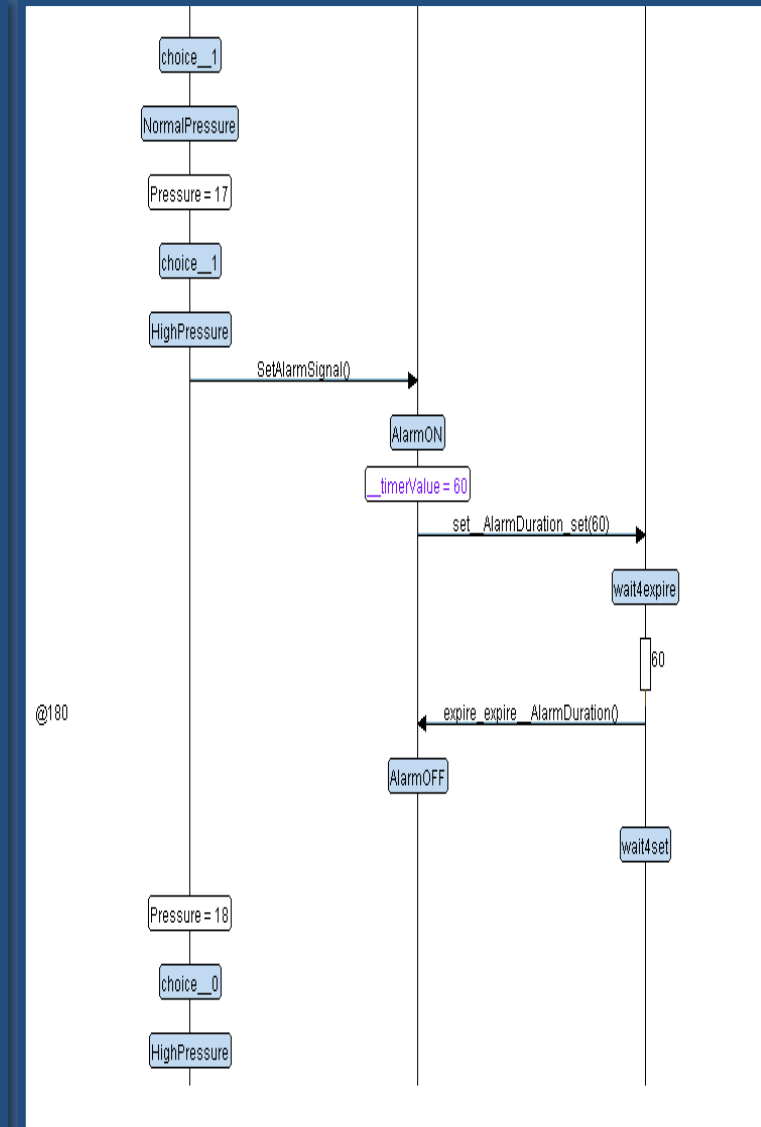 choice__1
NormalPressure
Pressure = 17
choice__1
HighPressure
SetAlarmSignal()
AlarmON
__timerValue = 60
set__AlarmDuration_set(60)
wait4expire
60
@180
expire_expire__AlarmDuration()
AlarmOFF
wait4set
Pressure = 18
choice__0
HighPressure